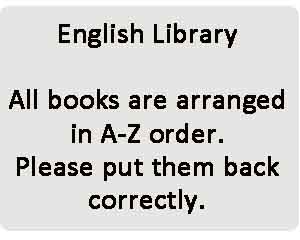 English Library
All books are arranged
in A-Z order.
Please put them back
correctly.